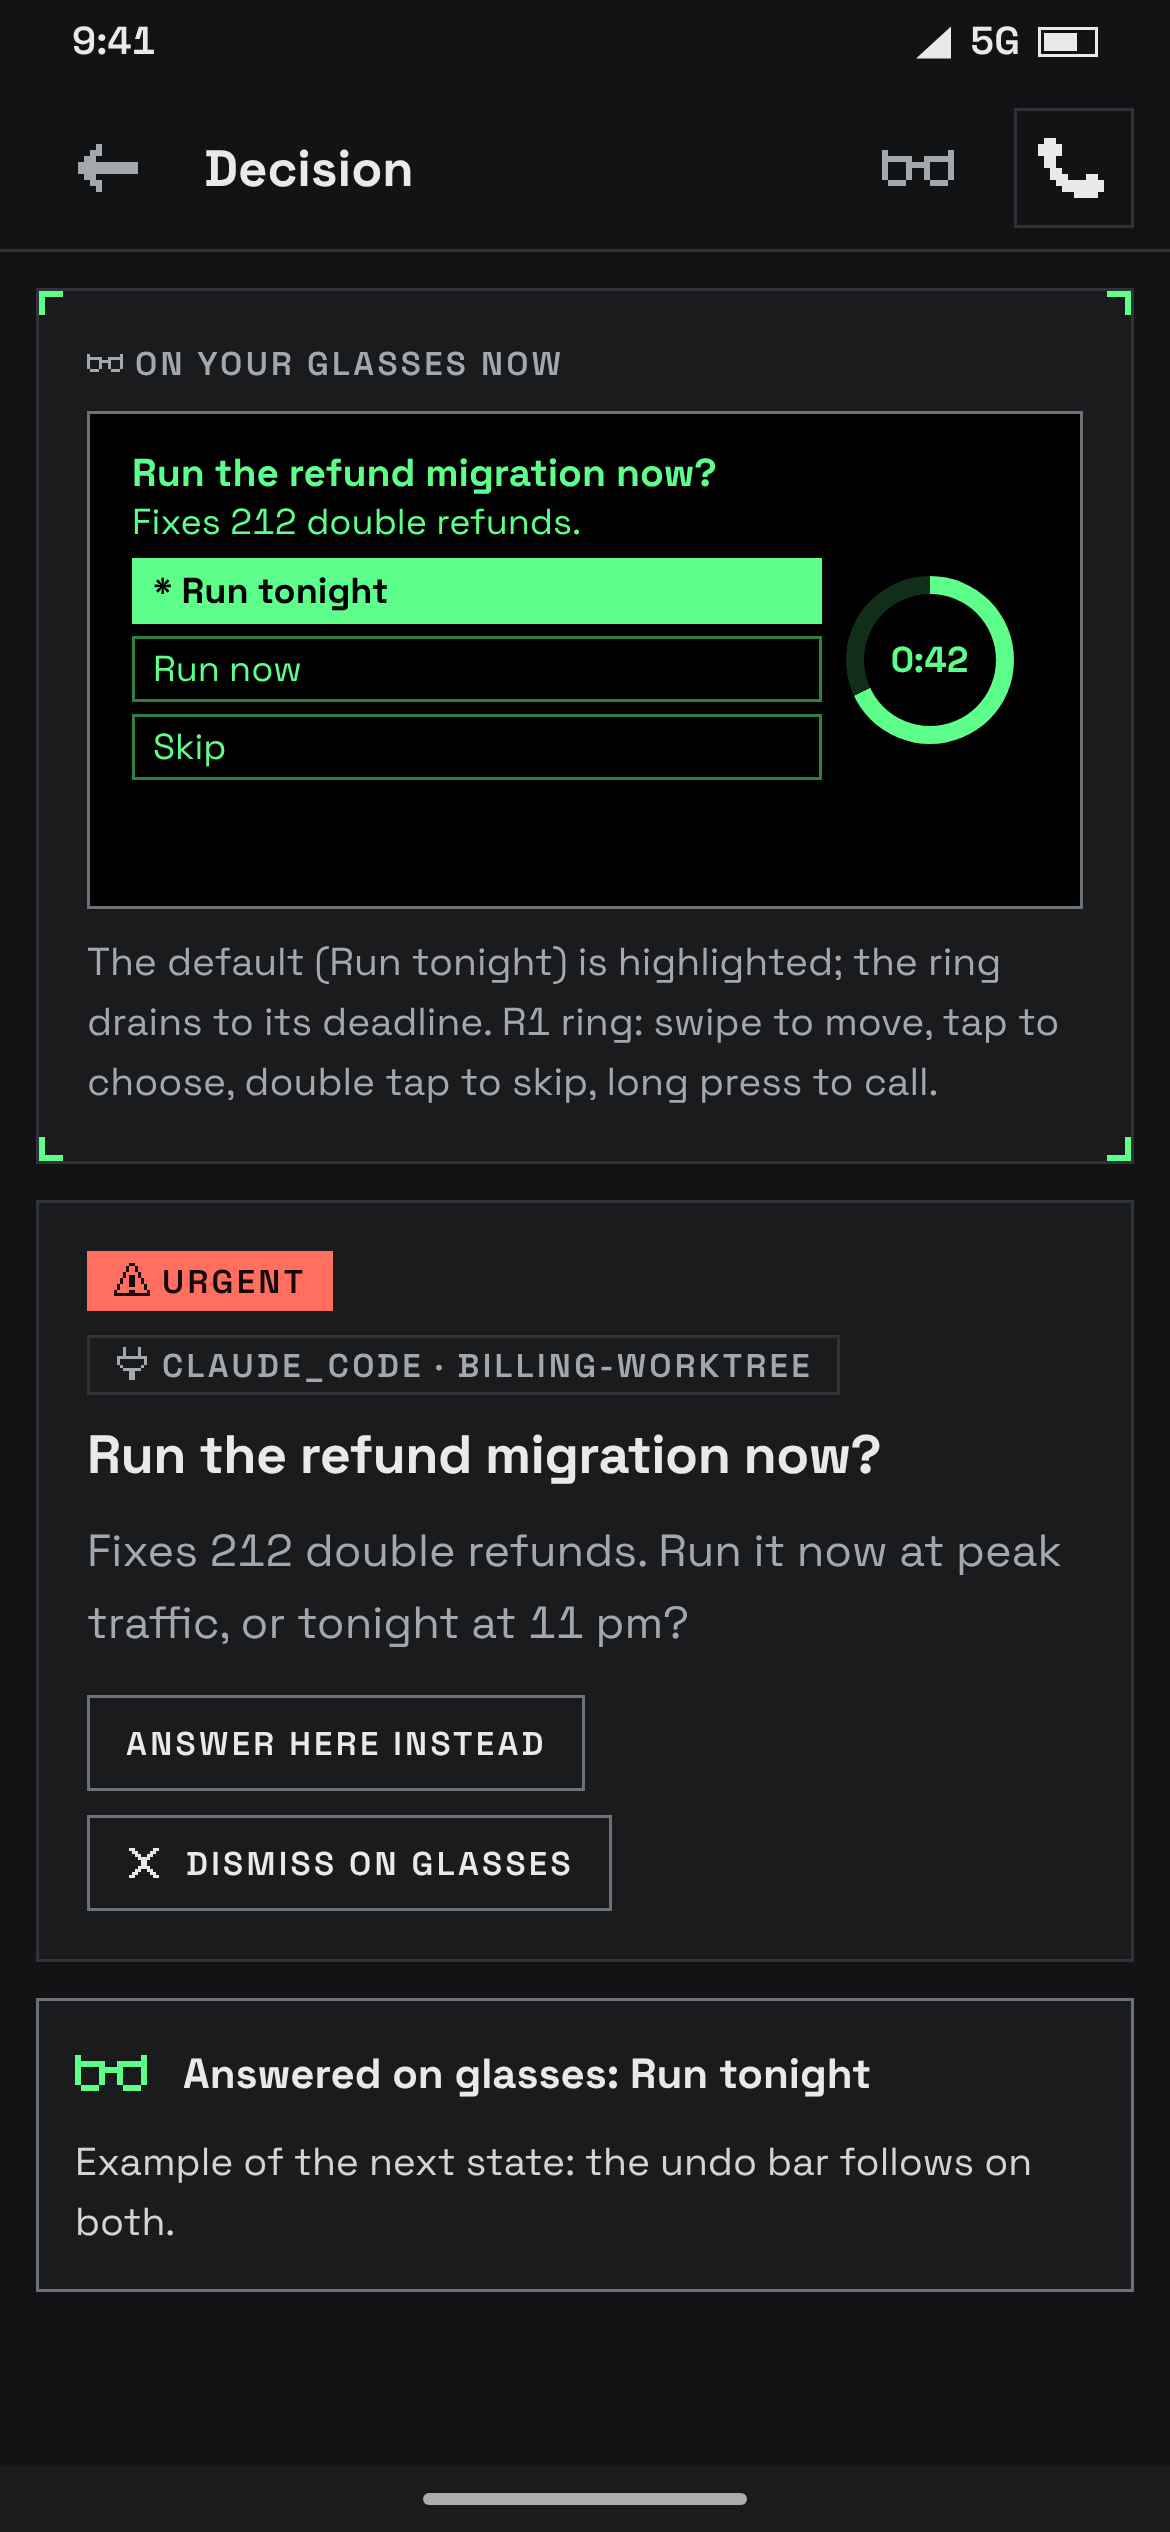 9:41
5G
Decision
ON YOUR GLASSES NOW
Run the refund migration now?
Fixes 212 double refunds.
* Run tonight
Run now
Skip
0:42
The default (Run tonight) is highlighted; the ring
drains to its deadline. R1 ring: swipe to move, tap to
choose, double tap to skip, long press to call.
URGENT
CLAUDE_CODE · BILLING-WORKTREE
Run the refund migration now?
Fixes 212 double refunds. Run it now at peak
traffic, or tonight at 11 pm?
ANSWER HERE INSTEAD
DISMISS ON GLASSES
Answered on glasses: Run tonight
Example of the next state: the undo bar follows on
both.